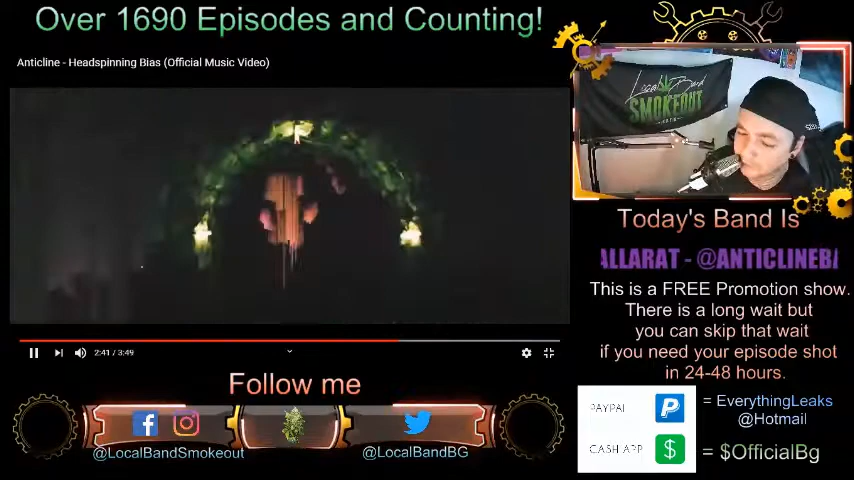 Over 1690 Episodes and Counting!
Anticline - Headspinning Bias (Official Music Video)
Local Band
SMOKEOUT
Today's Band Is
ALLARAT - @ANTICLINEBA
This is a FREE Promotion show.
There is a long wait but
you can skip that wait
if you need your episode shot
in 24-48 hours.
2:41 / 3:49
Follow me
@LocalBandSmokeout
@LocalBandBG
PAYPAL
= EverythingLeaks
@Hotmail
CASH APP
= $OfficialBg